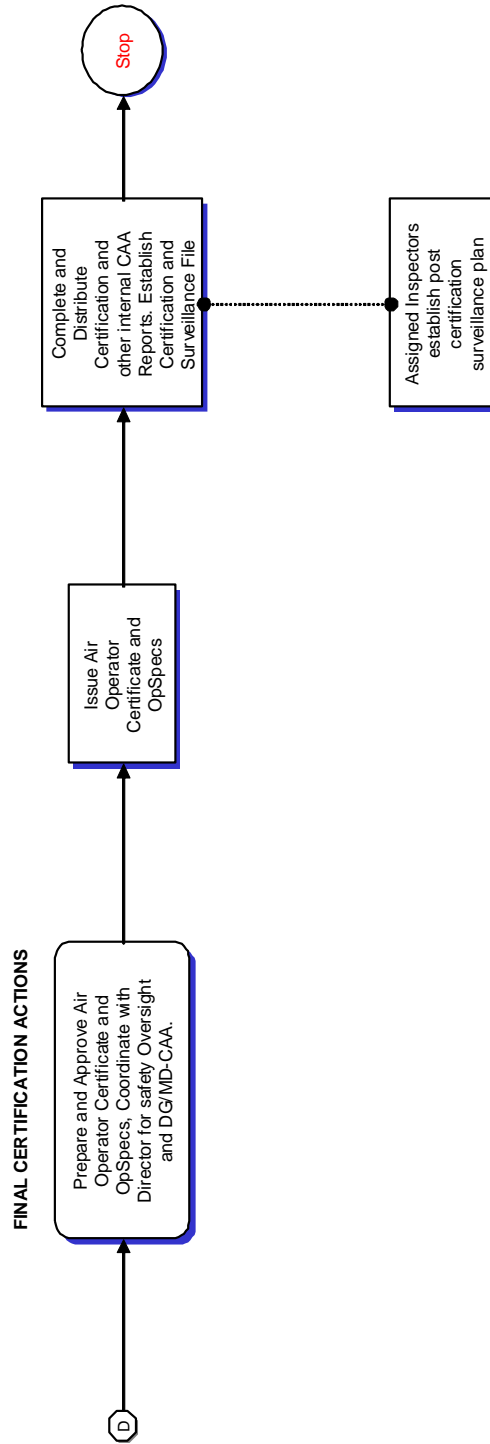 FINAL CERTIFICATION ACTIONS
D
Prepare and Approve Air
Operator Certificate and
OpSpecs, Coordinate with
Director for safety Oversight
and DG/MD-CAA.
Issue Air
Operator
Certificate and
OpSpecs
Complete and
Distribute
Certification and
other internal CAA
Reports. Establish
Certification and
Surveillance File
Stop
Assigned Inspectors
establish post
certification
surveillance plan